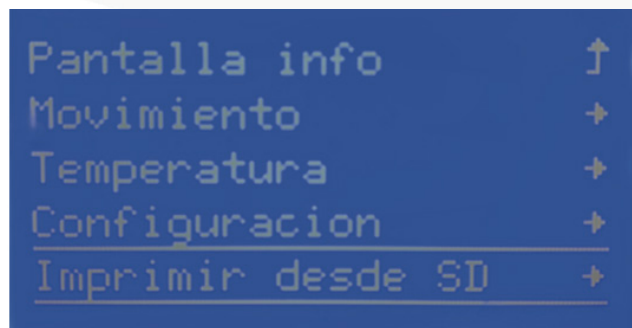 Pantalla info
Movimiento
Temperatura
Configuracion
Imprimir desde SD